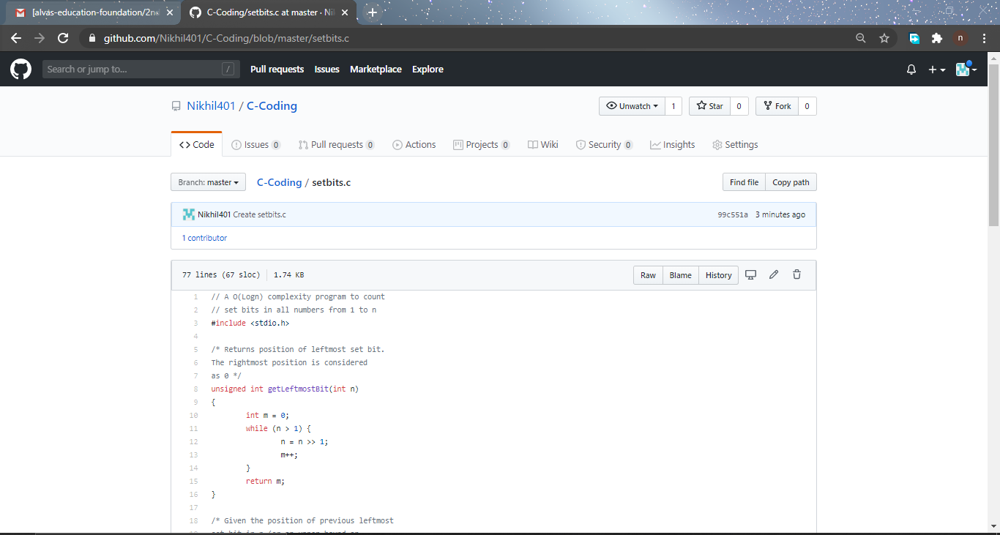 [alvas-education-foundation/2n
C-Coding/setbits.c at master · Ni
github.com/Nikhil401/C-Coding/blob/master/setbits.c
n
Search or jump to... /
Pull requests Issues Marketplace Explore
Nikhil401 / C-Coding
Unwatch 1 Star 0 Fork 0
Code Issues 0 Pull requests 0 Actions Projects 0 Wiki Security 0 Insights Settings
Branch: master C-Coding / setbits.c Find file Copy path
Nikhil401 Create setbits.c 99c551a 3 minutes ago
1 contributor
77 lines (67 sloc) 1.74 KB Raw Blame History
1 // A O(Logn) complexity program to count
2 // set bits in all numbers from 1 to n
3 #include <stdio.h>
4
5 /* Returns position of leftmost set bit.
6 The rightmost position is considered
7 as 0 */
8 unsigned int getLeftmostBit(int n)
9 {
10 int m = 0;
11 while (n > 1) {
12 n = n >> 1;
13 m++;
14 }
15 return m;
16 }
17
18 /* Given the position of previous leftmost